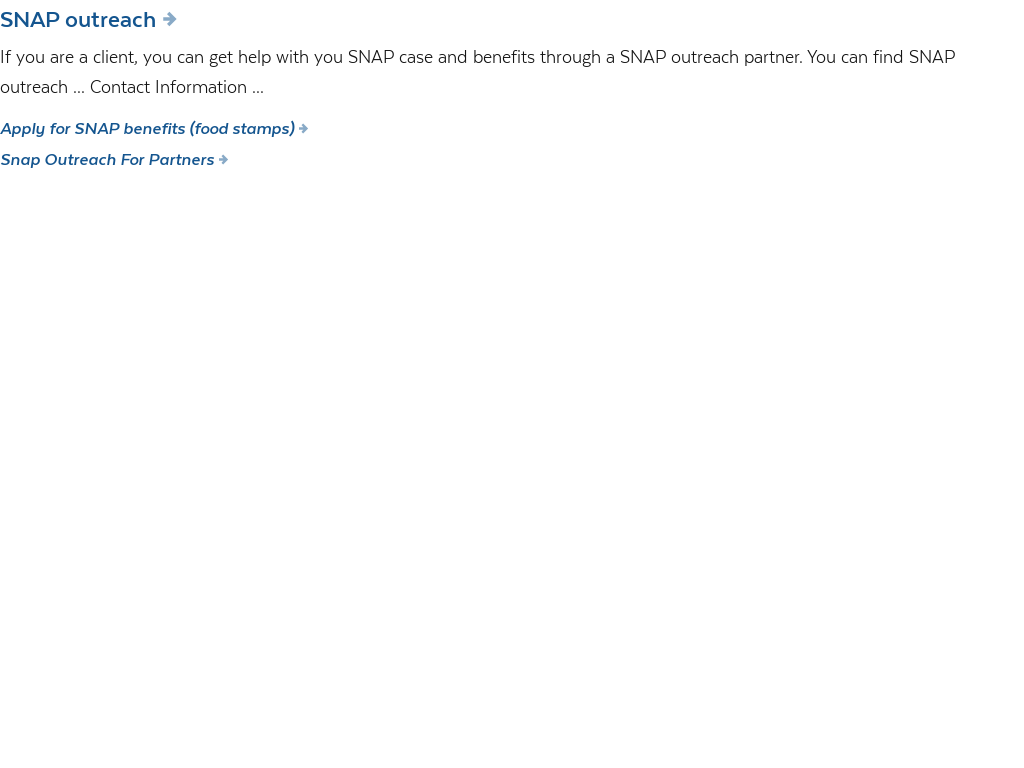 SNAP outreach
If you are a client, you can get help with you SNAP case and benefits through a SNAP outreach partner. You can find SNAP
outreach ... Contact Information ...
Apply for SNAP benefits (food stamps)
Snap Outreach For Partners